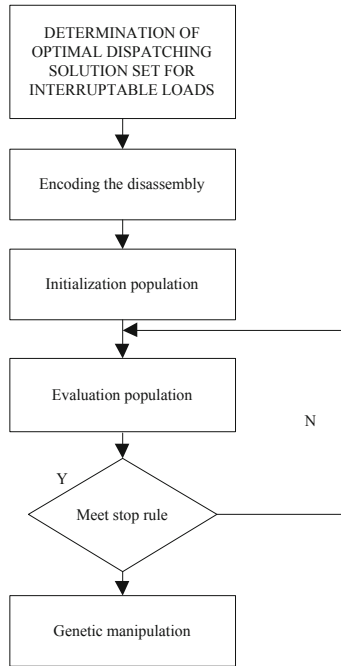 DETERMINATION OF
OPTIMAL DISPATCHING
SOLUTION SET FOR
INTERRUPTABLE LOADS
Encoding the disassembly
Initialization population
Evaluation population
N
Y
Meet stop rule
Genetic manipulation